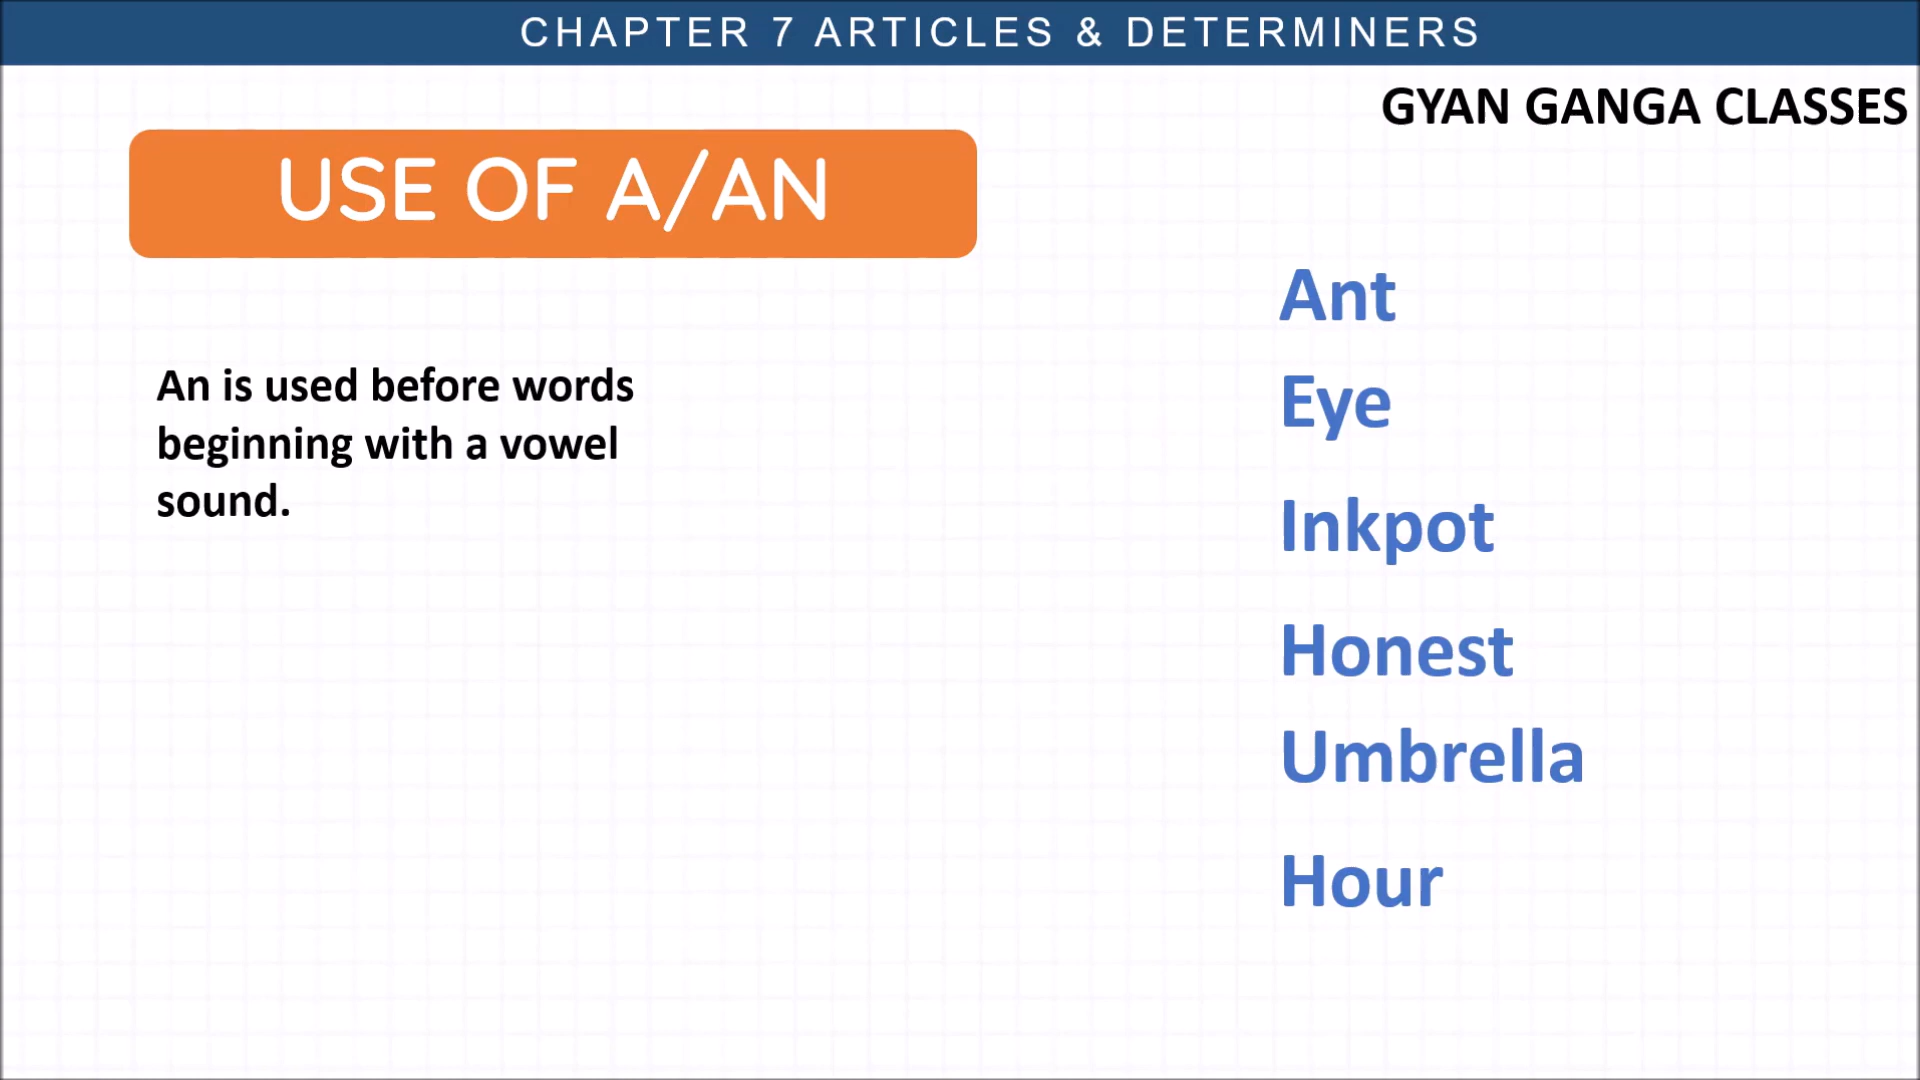 CHAPTER 7 ARTICLES & DETERMINERS
GYAN GANGA CLASSES
USE OF A/AN
An is used before words
beginning with a vowel
sound.
Ant
Eye
Inkpot
Honest
Umbrella
Hour